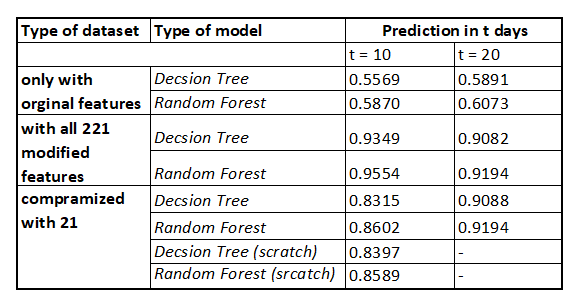 Type of dataset Type of model Prediction in t days
t = 10 t = 20
only with Decsion Tree 0.5569 0.5891
orginal features Random Forest 0.5870 0.6073
with all 221
modified
features
Decsion Tree 0.9349 0.9082
Random Forest 0.9554 0.9194
compramized Decsion Tree 0.8315 0.9088
with 21 Random Forest 0.8602 0.9194
Decsion Tree (scratch) 0.8397 -
Random Forest (srcatch) 0.8589 -